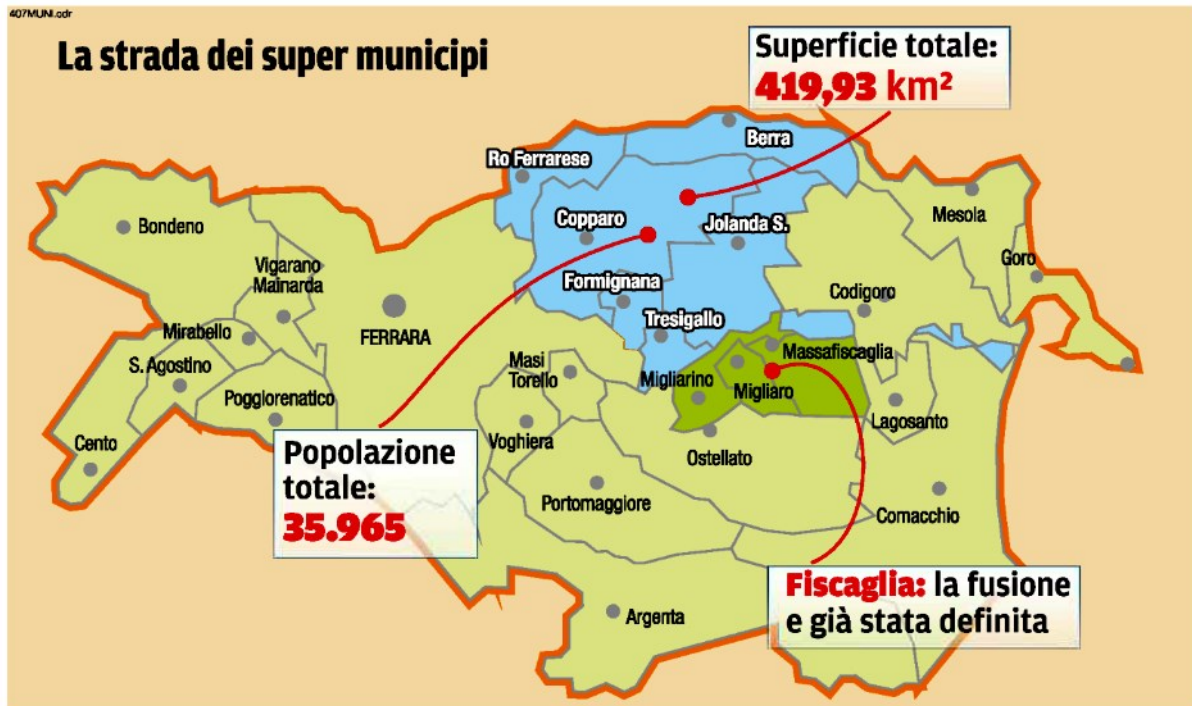 407MUNI.cdr
La strada dei super municipi
Superficie totale:
419,93 km²
Berra
Ro Ferrarese
Copparo
Jolanda S.
Mesola
Bondeno
Goro
Vigarano
Mainarda
Formignana
Codigoro
FERRARA
Tresigallo
Mirabello
Massafiscaglia
S. Agostino
Masi
Torello
Migliarino
Migliaro
Poggiorenatico
Lagosanto
Cento
Voghiera
Ostellato
Popolazione
totale:
35.965
Portomaggiore
Comacchio
Fiscaglia: la fusione
e già stata definita
Argenta